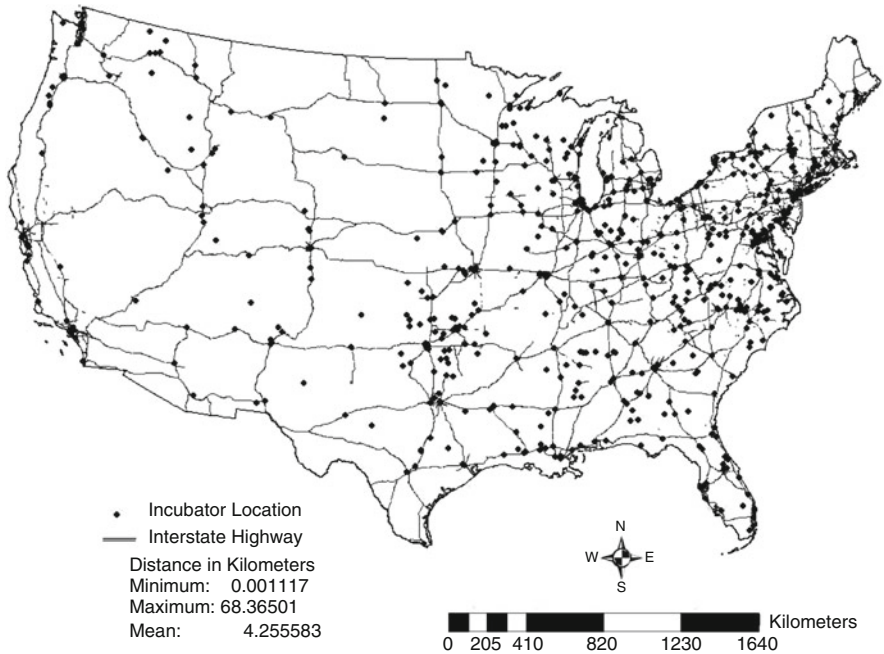 Incubator Location
Interstate Highway
Distance in Kilometers
Minimum: 0.001117
Maximum: 68.36501
Mean: 4.255583
N
W E
S
Kilometers
0 205 410 820 1230 1640